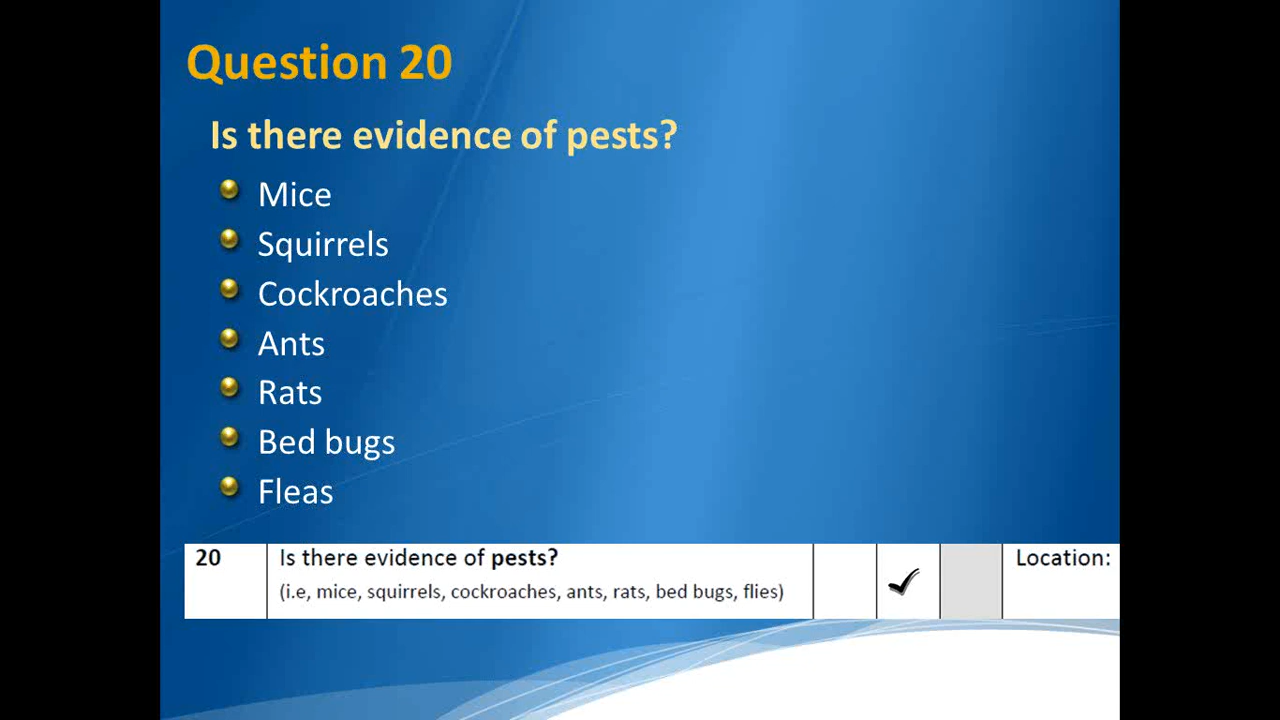 Question 20
Is there evidence of pests?
Mice
Squirrels
Cockroaches
Ants
Rats
Bed bugs
Fleas
20 Is there evidence of pests? Location:
(i.e, mice, squirrels, cockroaches, ants, rats, bed bugs, flies)